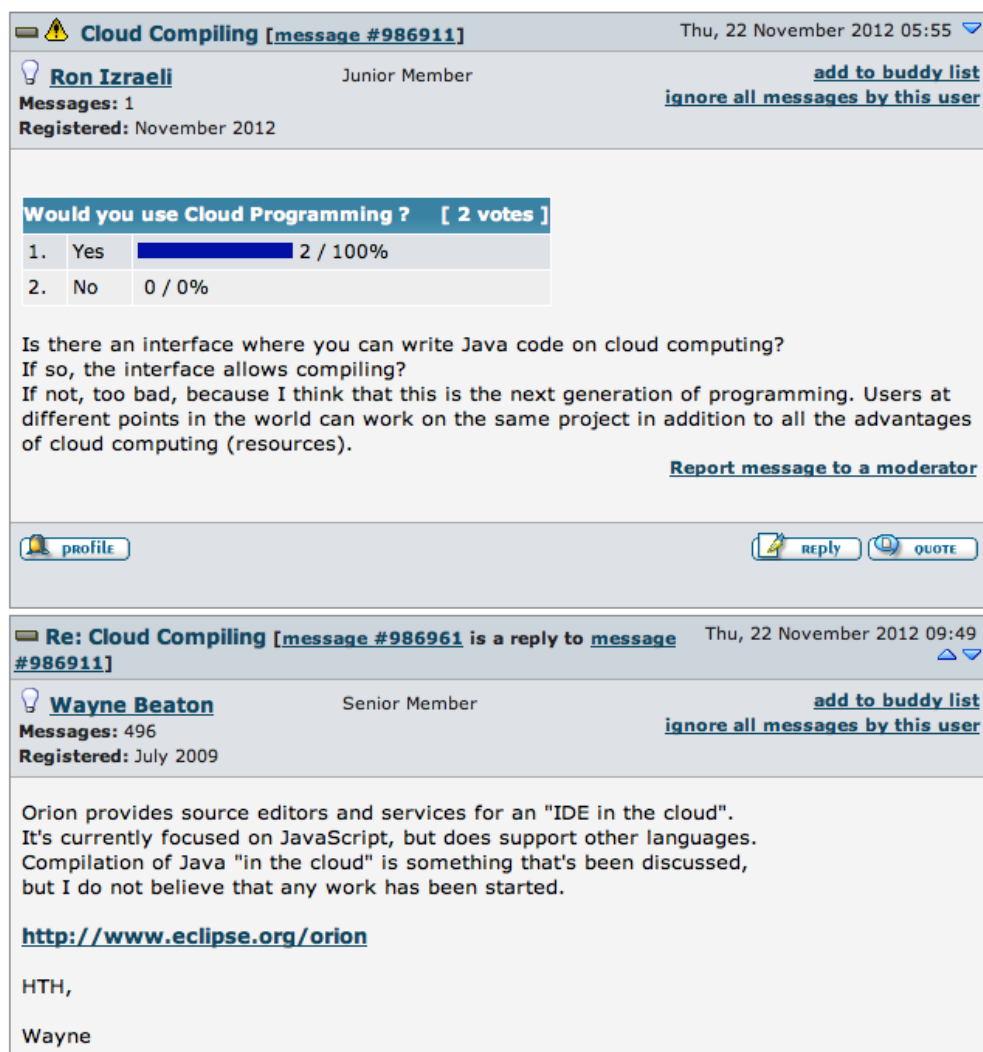 Cloud Compiling [message #986911] Thu, 22 November 2012 05:55
Ron Izraeli Junior Member add to buddy list
Messages: 1 ignore all messages by this user
Registered: November 2012
Would you use Cloud Programming ? [ 2 votes ]
1. Yes 2 / 100%
2. No 0 / 0%
Is there an interface where you can write Java code on cloud computing?
If so, the interface allows compiling?
If not, too bad, because I think that this is the next generation of programming. Users at
different points in the world can work on the same project in addition to all the advantages
of cloud computing (resources).
Report message to a moderator
PROFILE REPLY QUOTE
Re: Cloud Compiling [message #986961 is a reply to message Thu, 22 November 2012 09:49
#986911]
Wayne Beaton Senior Member add to buddy list
Messages: 496 ignore all messages by this user
Registered: July 2009
Orion provides source editors and services for an "IDE in the cloud".
It's currently focused on JavaScript, but does support other languages.
Compilation of Java "in the cloud" is something that's been discussed,
but I do not believe that any work has been started.
http://www.eclipse.org/orion
HTH,
Wayne